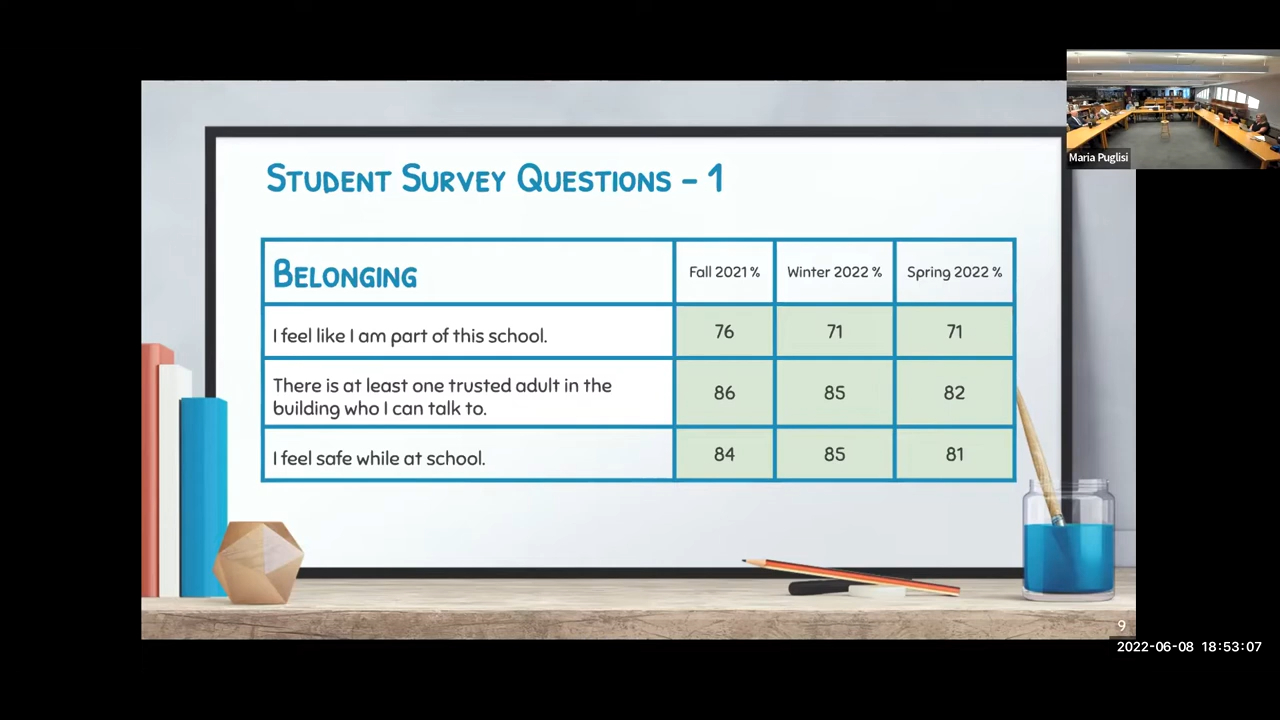 Maria Puglisi
STUDENT SURVEY QUESTIONS – 1
BELONGING
Fall 2021 %
Winter 2022 %
Spring 2022 %
I feel like I am part of this school.
76
71
71
There is at least one trusted adult in the
building who I can talk to.
86
85
82
I feel safe while at school.
84
85
81
9
2022-06-08 18:53:07